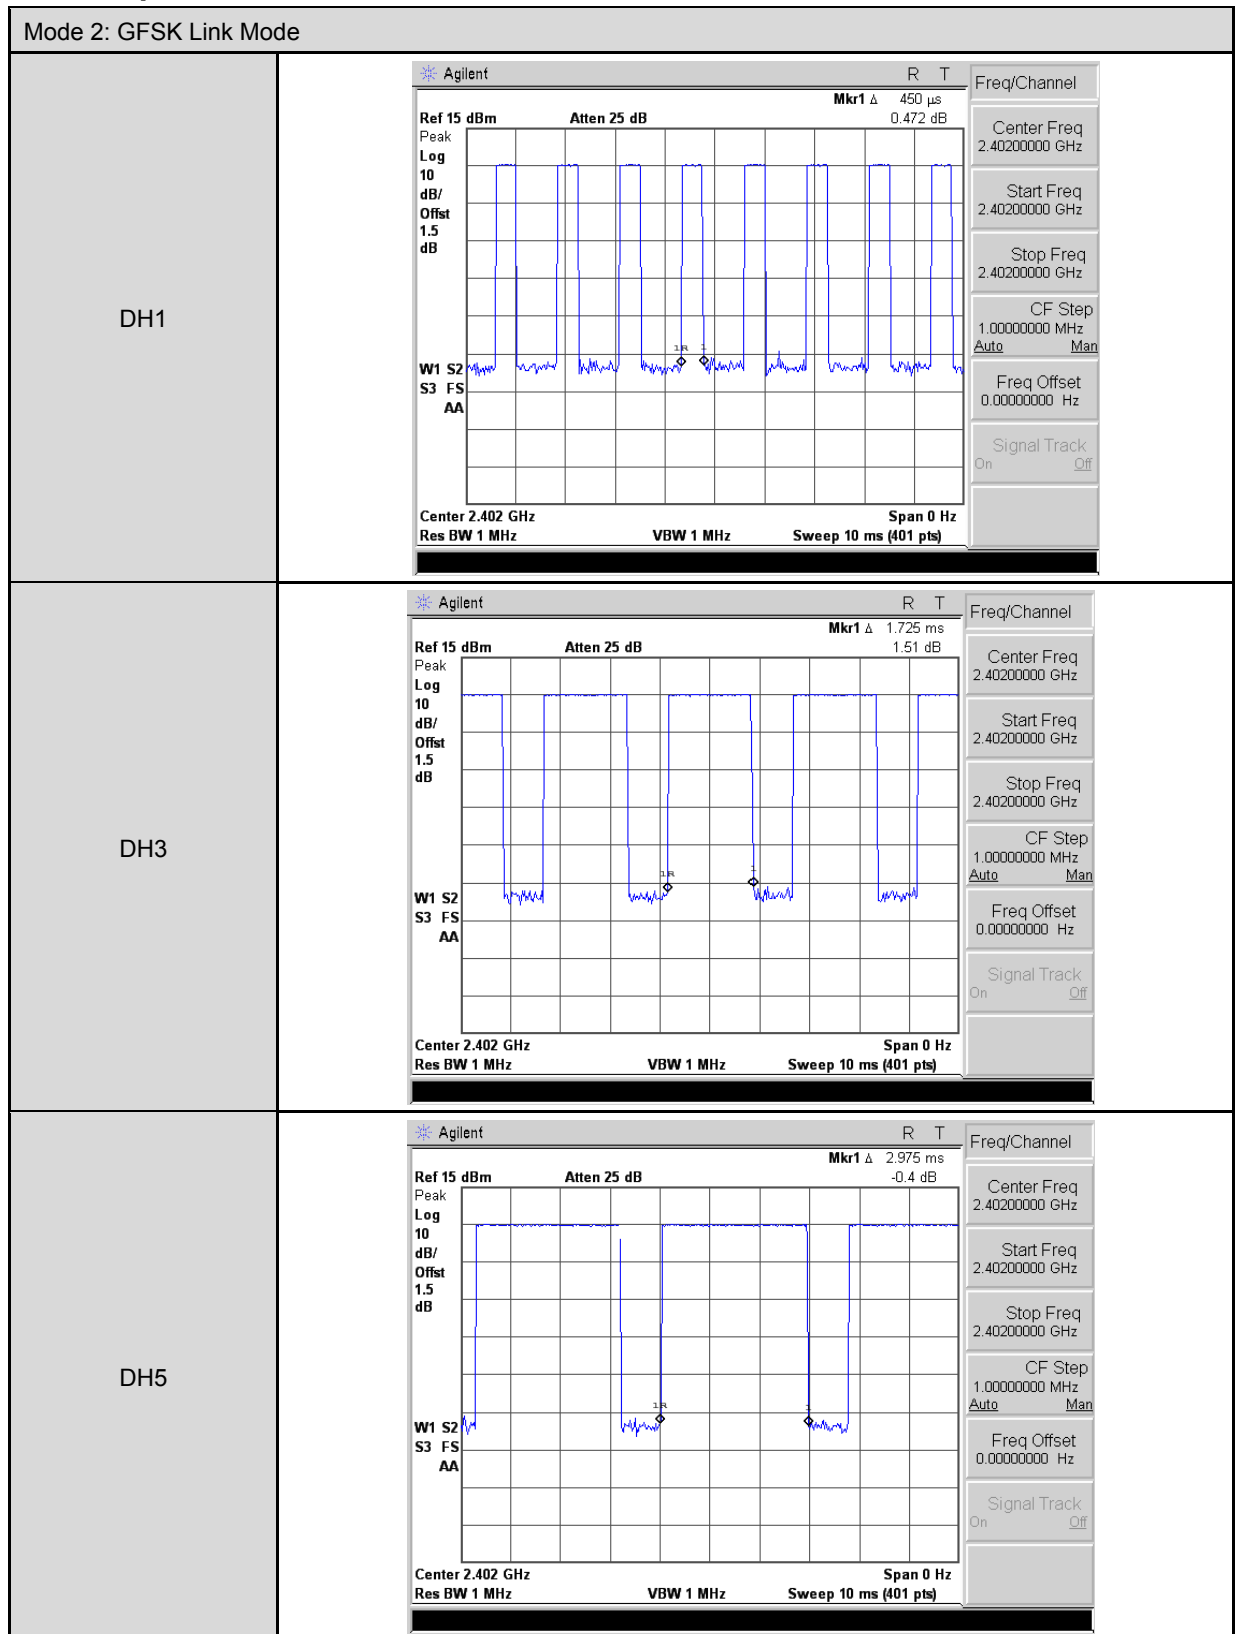 Mode 2: GFSK Link Mode
DH1
Agilent
R T
Mkr1 Δ 450 µs
0.472 dB
Ref 15 dBm
Atten 25 dB
Peak
Log
10
dB/
Offst
1.5
dB
1R
1
W1 S2
S3 FS
AA
Center 2.402 GHz
Span 0 Hz
Res BW 1 MHz
VBW 1 MHz
Sweep 10 ms (401 pts)
Freq/Channel
Center Freq
2.40200000 GHz
Start Freq
2.40200000 GHz
Stop Freq
2.40200000 GHz
CF Step
1.00000000 MHz
Auto Man
Freq Offset
0.00000000 Hz
Signal Track
On Off
DH3
Agilent
R T
Mkr1 Δ 1.725 ms
1.51 dB
Ref 15 dBm
Atten 25 dB
Peak
Log
10
dB/
Offst
1.5
dB
1R
1
W1 S2
S3 FS
AA
Center 2.402 GHz
Span 0 Hz
Res BW 1 MHz
VBW 1 MHz
Sweep 10 ms (401 pts)
Freq/Channel
Center Freq
2.40200000 GHz
Start Freq
2.40200000 GHz
Stop Freq
2.40200000 GHz
CF Step
1.00000000 MHz
Auto Man
Freq Offset
0.00000000 Hz
Signal Track
On Off
DH5
Agilent
R T
Mkr1 Δ 2.975 ms
-0.4 dB
Ref 15 dBm
Atten 25 dB
Peak
Log
10
dB/
Offst
1.5
dB
1R
1
W1 S2
S3 FS
AA
Center 2.402 GHz
Span 0 Hz
Res BW 1 MHz
VBW 1 MHz
Sweep 10 ms (401 pts)
Freq/Channel
Center Freq
2.40200000 GHz
Start Freq
2.40200000 GHz
Stop Freq
2.40200000 GHz
CF Step
1.00000000 MHz
Auto Man
Freq Offset
0.00000000 Hz
Signal Track
On Off